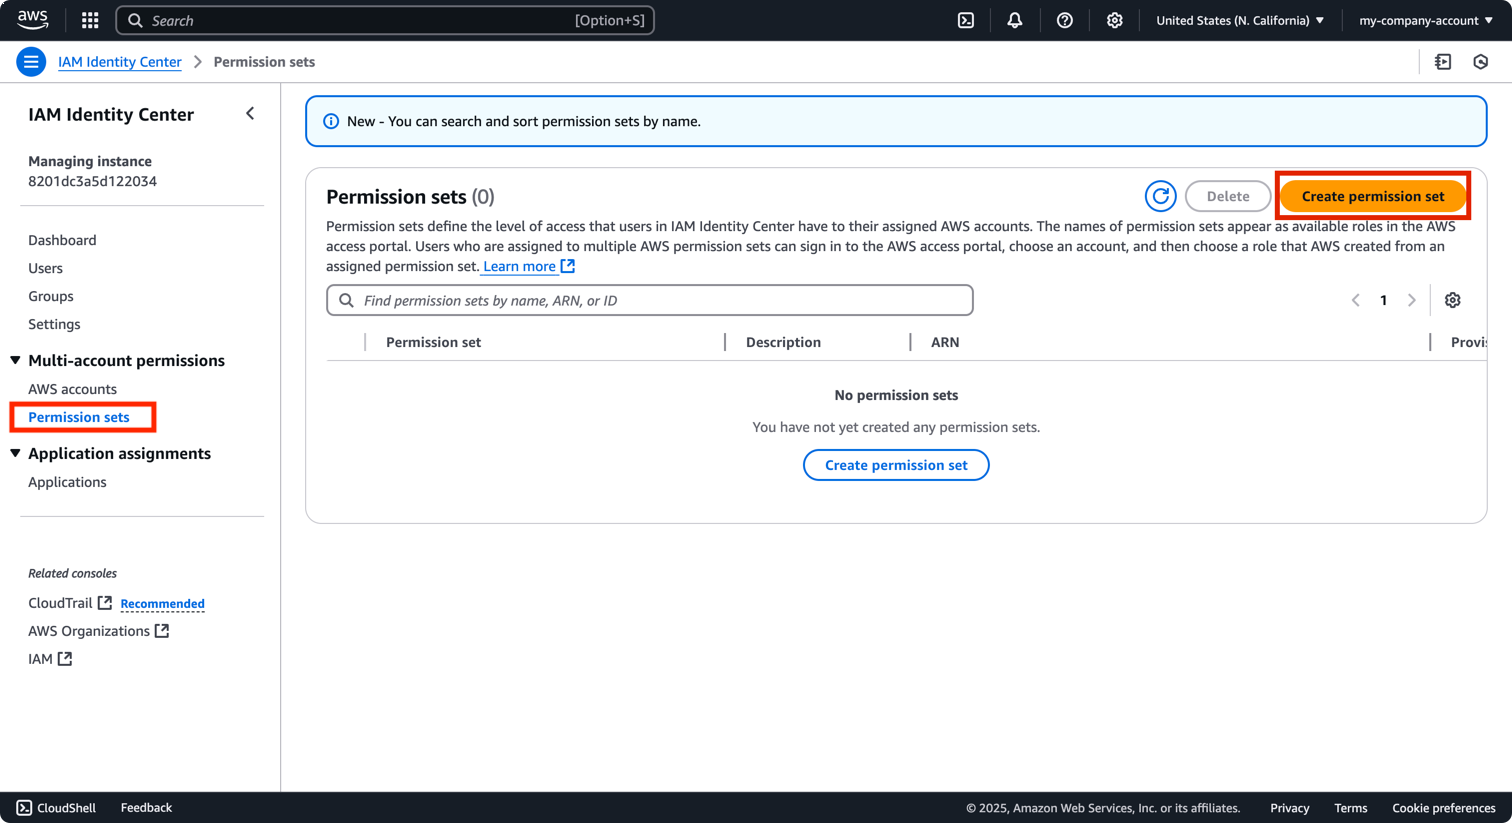 aws
Search [Option+S]
United States (N. California)
my-company-account
IAM Identity Center
Permission sets
IAM Identity Center
Managing instance
8201dc3a5d122034
Dashboard
Users
Groups
Settings
Multi-account permissions
AWS accounts
Permission sets
Application assignments
Applications
Related consoles
CloudTrail Recommended
AWS Organizations
IAM
New - You can search and sort permission sets by name.
Permission sets (0)
Delete
Create permission set
Permission sets define the level of access that users in IAM Identity Center have to their assigned AWS accounts. The names of permission sets appear as available roles in the AWS
access portal. Users who are assigned to multiple AWS permission sets can sign in to the AWS access portal, choose an account, and then choose a role that AWS created from an
assigned permission set. Learn more
Find permission sets by name, ARN, or ID
1
Permission set Description ARN Provis
No permission sets
You have not yet created any permission sets.
Create permission set
CloudShell Feedback
© 2025, Amazon Web Services, Inc. or its affiliates. Privacy Terms Cookie preferences